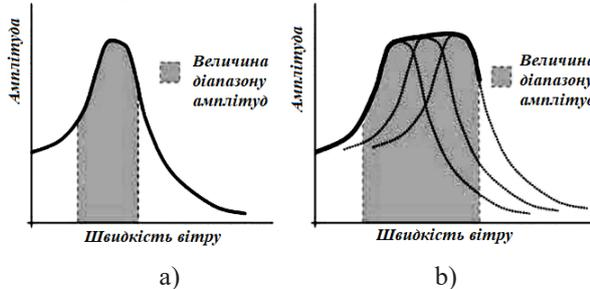 Амплітуда
Величина
діапазону
амплітуд
Швидкість вітру
а)
Амплітуда
Величина
діапазону
амплітуд
Швидкість вітру
b)